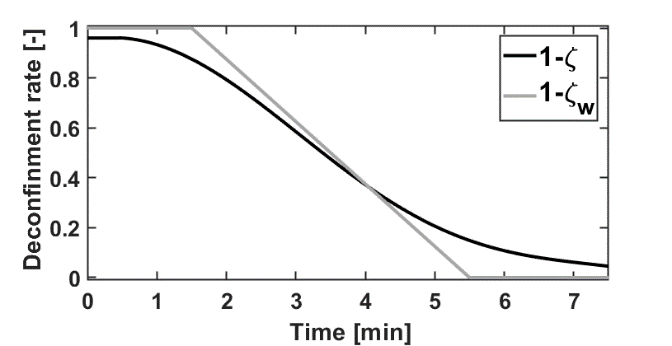 Deconfinment rate [-]
1
0.8
0.6
0.4
0.2
0
0 1 2 3 4 5 6 7
Time [min]
1-ζ
1-ζw